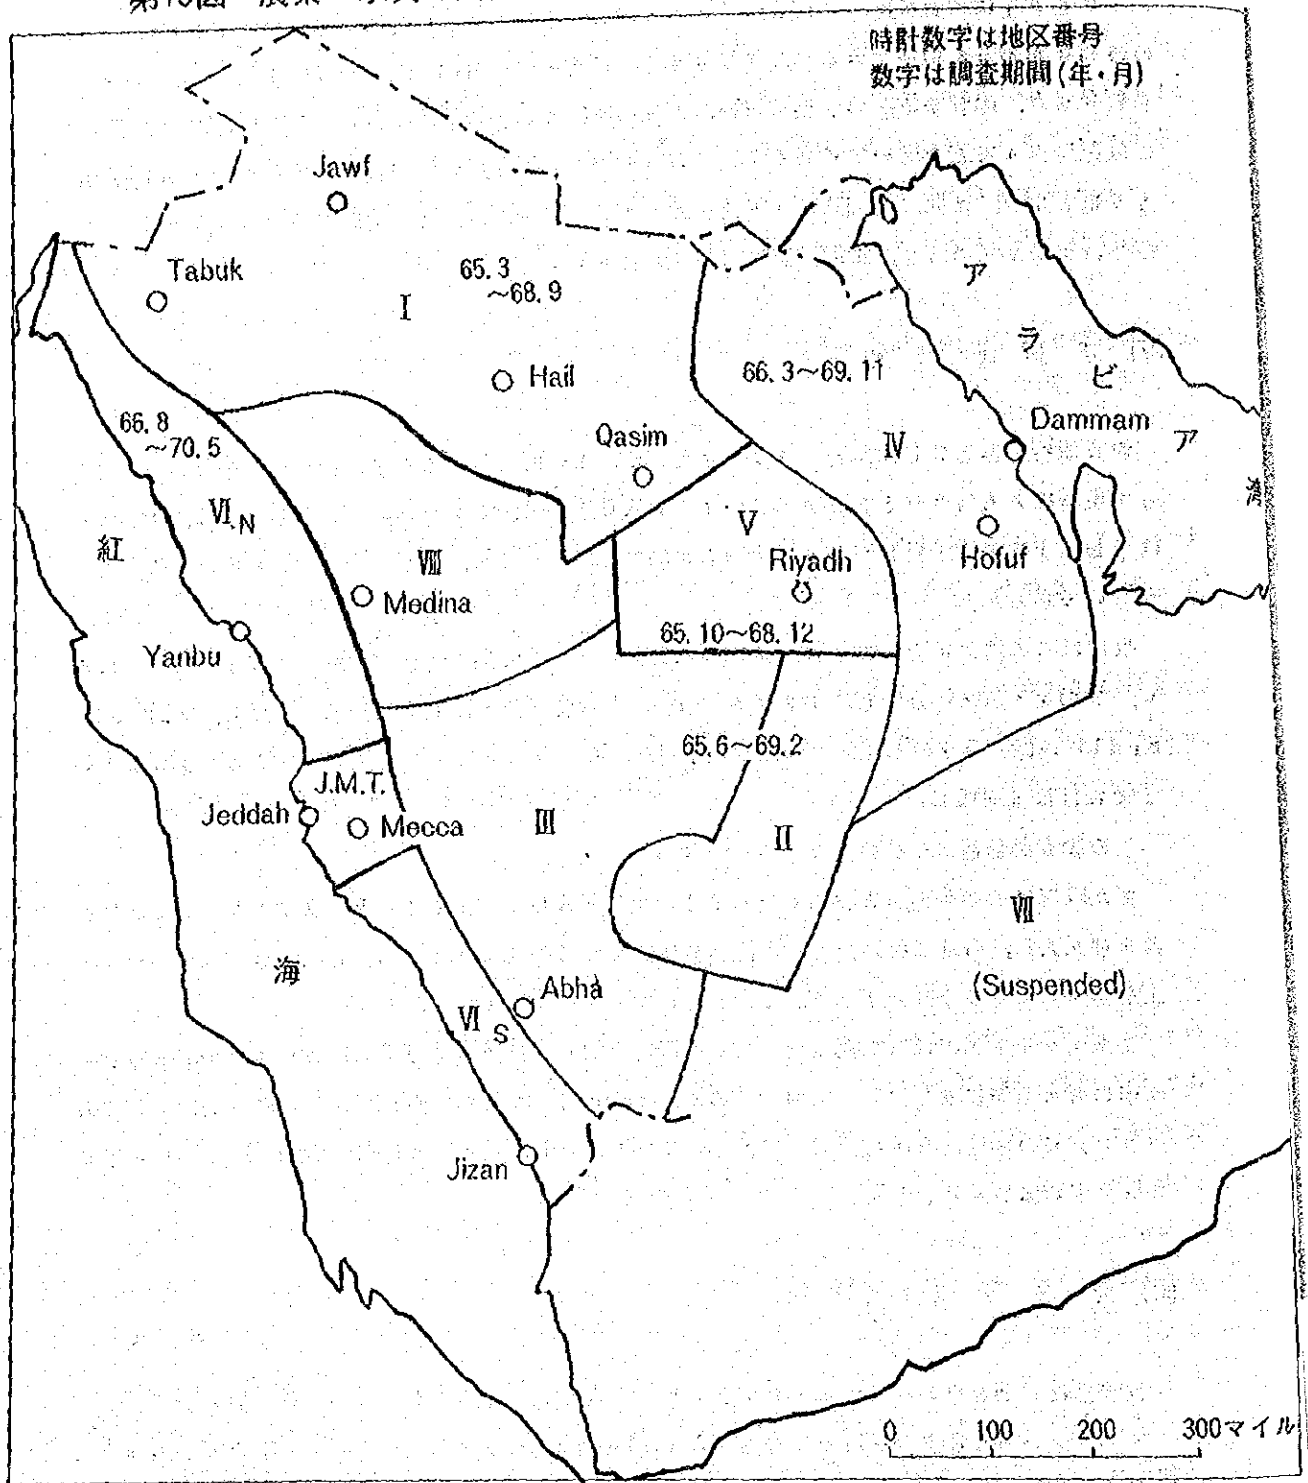 時計数字は地区番号
数字は調査期間(年・月)
Jawf
Tabuk
65.3
～68.9
I
Hail
Qasim
66.3～69.11
Ⅳ
ア
ラ
ビ
ア
Dammam
Hofuf
66.8
～70.5
Ⅵ N
紅
Ⅷ
Medina
Yanbu
Ⅴ
Riyadh
65.10～68.12
65.6～69.2
J.M.T.
Jeddah
Mecca
Ⅲ
Ⅱ
Ⅶ
(Suspended)
海
Abha
Ⅵ S
Jizan
0 100 200 300マイル